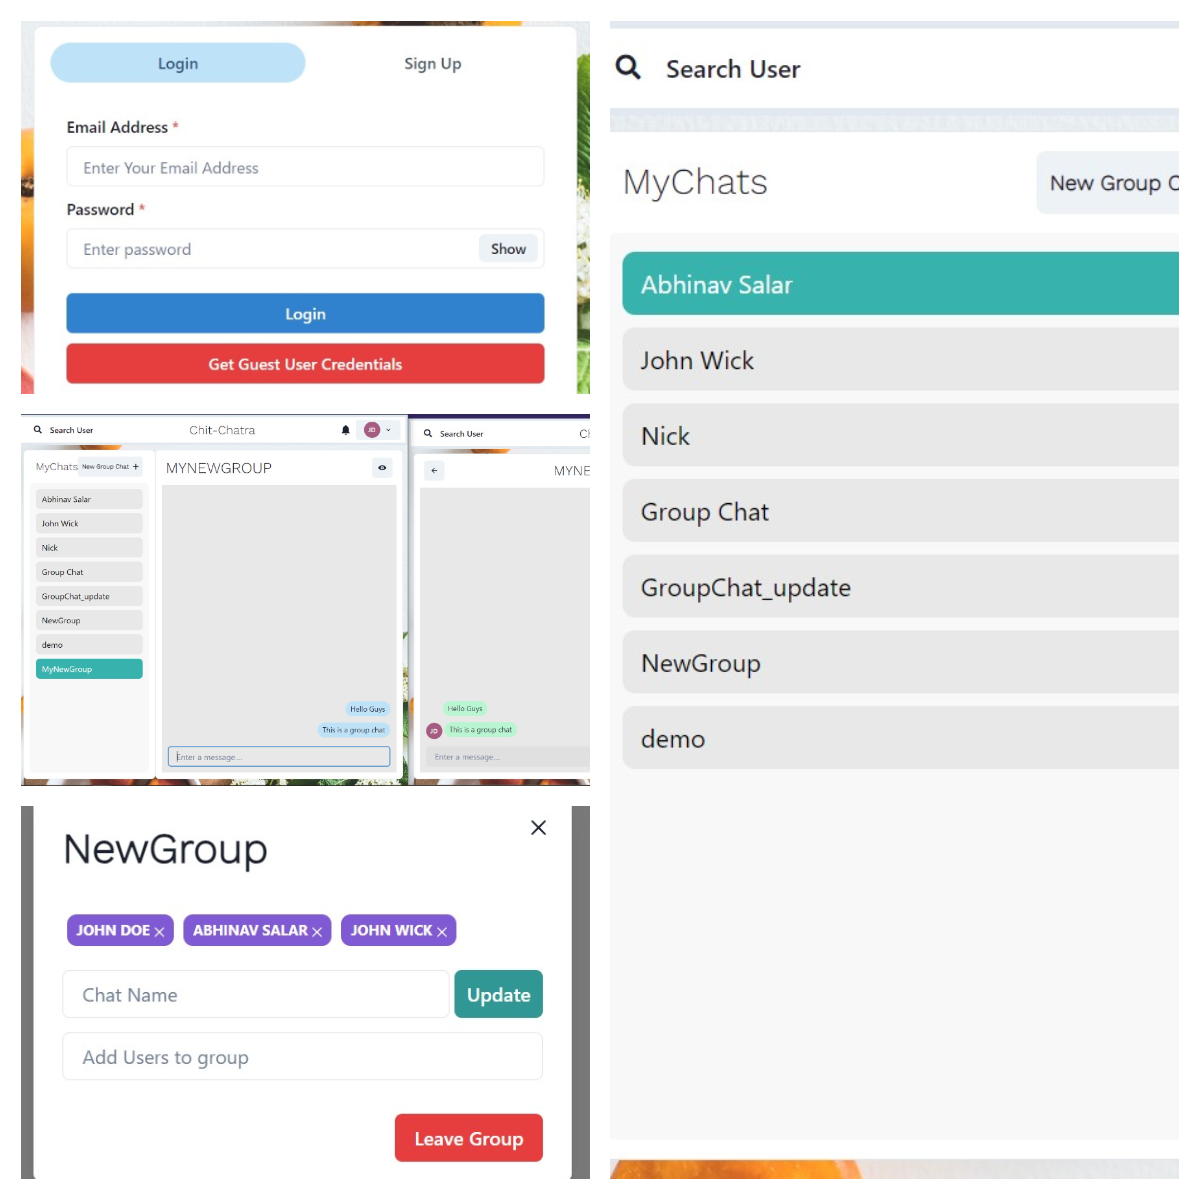 Login
Sign Up
Email Address *
Enter Your Email Address
Password *
Enter password
Show
Login
Get Guest User Credentials
Search User
Chit-Chatra
JD
MyChats
New Group Chat +
Abhinav Salar
John Wick
Nick
Group Chat
GroupChat_update
NewGroup
demo
MyNewGroup
MYNEWGROUP
Hello Guys
This is a group chat
Enter a message...
Search User
Ch
MYNE
Hello Guys
JD
This is a group chat
Enter a message...
NewGroup
JOHN DOE
ABHINAV SALAR
JOHN WICK
Chat Name
Update
Add Users to group
Leave Group
Search User
MyChats
New Group C
Abhinav Salar
John Wick
Nick
Group Chat
GroupChat_update
NewGroup
demo